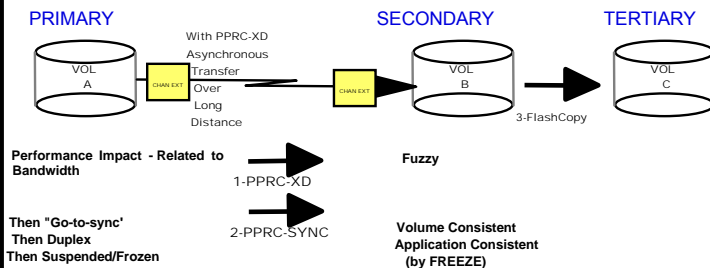 PRIMARY
SECONDARY
TERTIARY
With PPRC-XD
Asynchronous
Transfer
Over
Long
Distance
VOL
A
CHAN EXT
CHAN EXT
VOL
B
3-FlashCopy
VOL
C
Performance Impact - Related to
Bandwidth
1-PPRC-XD
Fuzzy
Then "Go-to-sync'
Then Duplex
Then Suspended/Frozen
2-PPRC-SYNC
Volume Consistent
Application Consistent
(by FREEZE)